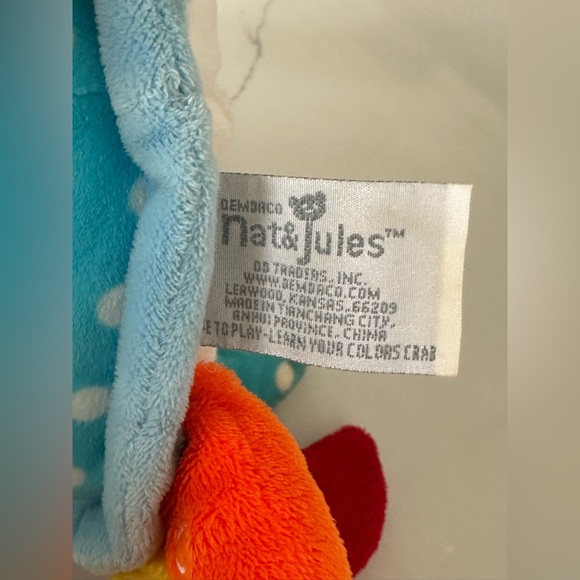 DEMDACO
nat&jules™
DD TRADERS, INC.
WWW.DEMDACO.COM
LEAWOOD, KANSAS, 66209
MADE IN TIANCHANG CITY,
ANHUI PROVINCE, CHINA
E TO PLAY-LEARN YOUR COLORS CRAB